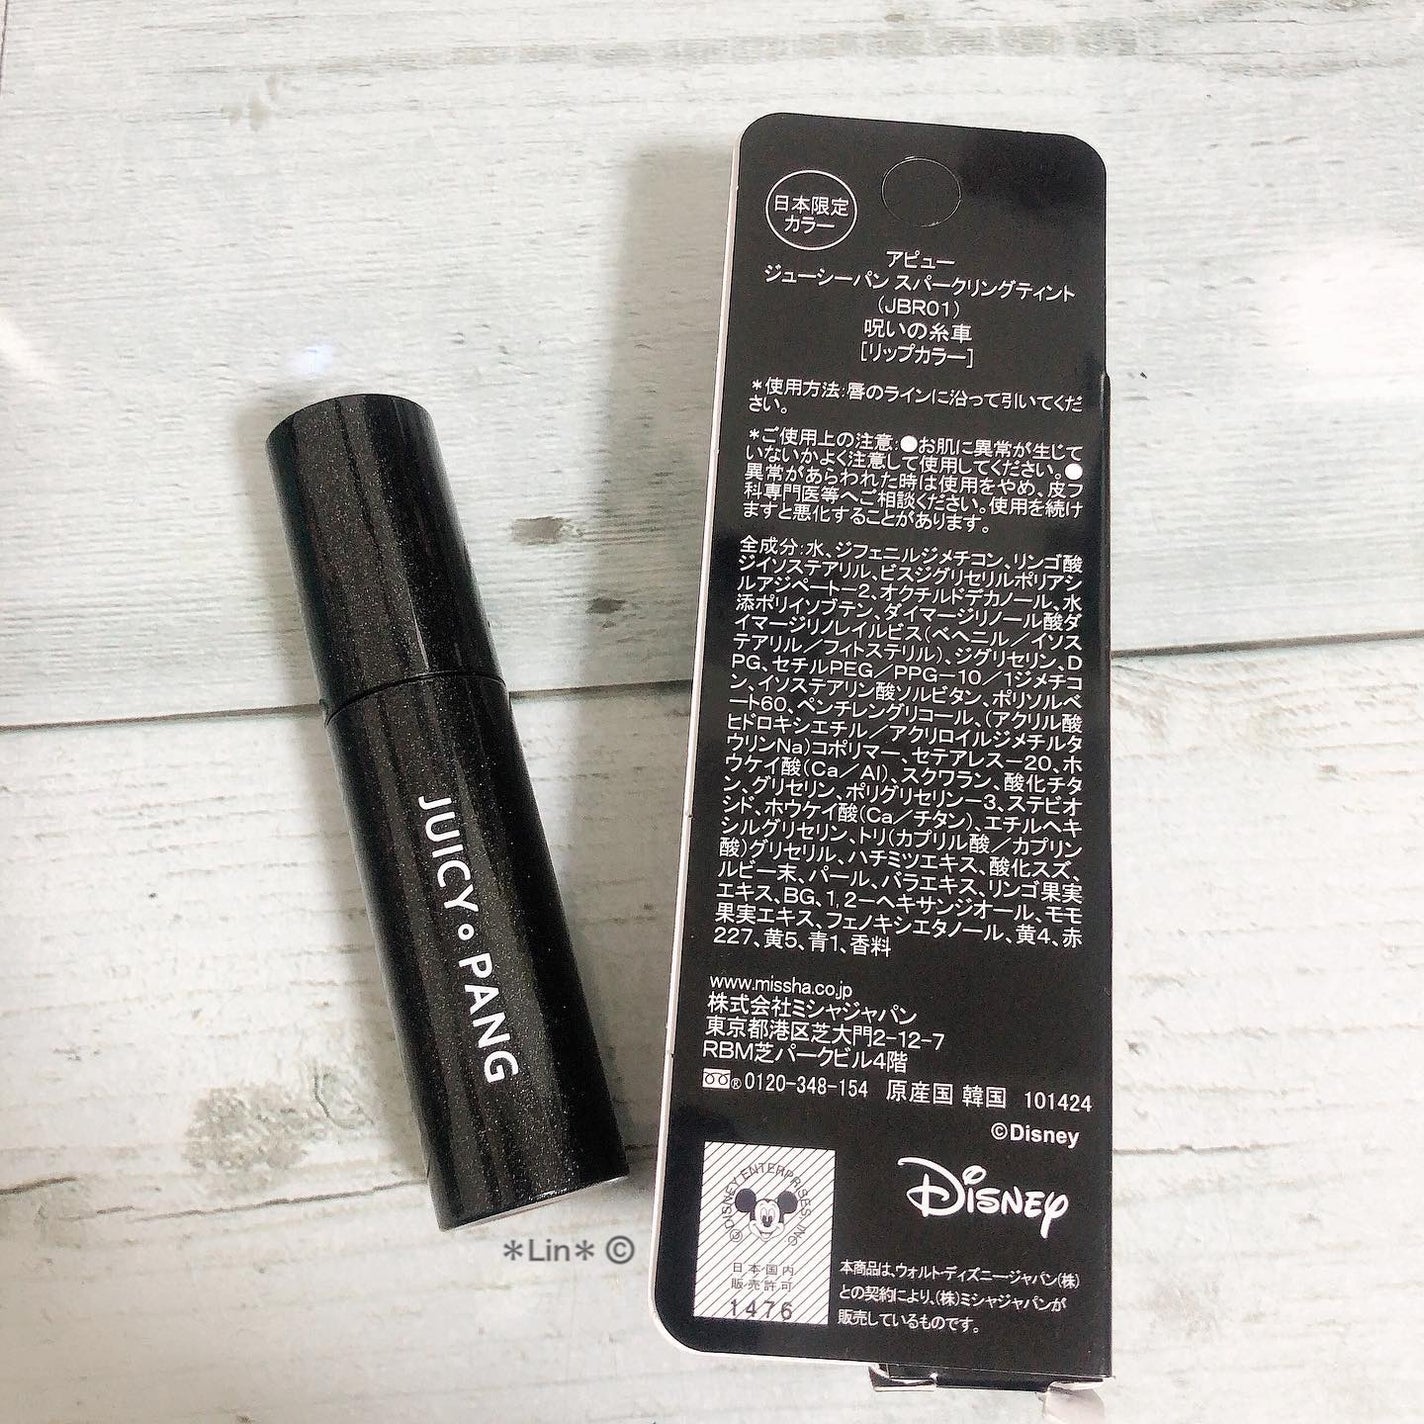 JUICY PANG
日本限定
カラー
アピュー
ジューシーパン スパークリングティント
(JBR01)
呪いの糸車
[リップカラー]
＊使用方法:唇のラインに沿って引いてくだ
さい。
＊ご使用上の注意:●お肌に異常が生じて
いないかよく注意して使用してください。●
異常があらわれた時は使用をやめ、皮フ
科専門医等へご相談ください。使用を続け
ますと悪化することがあります。
全成分:水、ジフェニルジメチコン、リンゴ酸
ジイソステアリル、ビスジグリセリルポリアシ
ルアジペート-2、オクチルドデカノール、水
添ポリイソブテン、ダイマージリノール酸ダ
イマージリノレイルビス(ベヘニル／イソス
テアリル／フィトステリル)、ジグリセリン、D
PG、セチルPEG／PPG-10／1ジメチコ
ン、イソステアリン酸ソルビタン、ポリソルベ
ート60、ペンチレングリコール、(アクリル酸
ヒドロキシエチル／アクリロイルジメチルタ
ウリンNa)コポリマー、セテアレス-20、ホ
ウケイ酸(Ca／Al)、スクワラン、酸化チタ
ン、グリセリン、ポリグリセリン-3、ステビオ
シド、ホウケイ酸(Ca／チタン)、エチルヘキ
シルグリセリン、トリ(カプリル酸／カプリン
酸)グリセリル、ハチミツエキス、酸化スズ、
ルビー末、パール、バラエキス、リンゴ果実
エキス、BG、1,2-ヘキサンジオール、モモ
果実エキス、フェノキシエタノール、黄4、赤
227、黄5、青1、香料
www.missha.co.jp
株式会社ミシャジャパン
東京都港区芝大門2-12-7
RBM芝パークビル4階
®0120-348-154 原産国 韓国 101424
©Disney
©DISNEY ENTERPRISES, INC
日本国内
販売許可
1476
DISNEY
本商品は、ウォルト・ディズニー・ジャパン(株)
との契約により、(株)ミシャジャパンが
販売しているものです。
＊Lin＊ ©